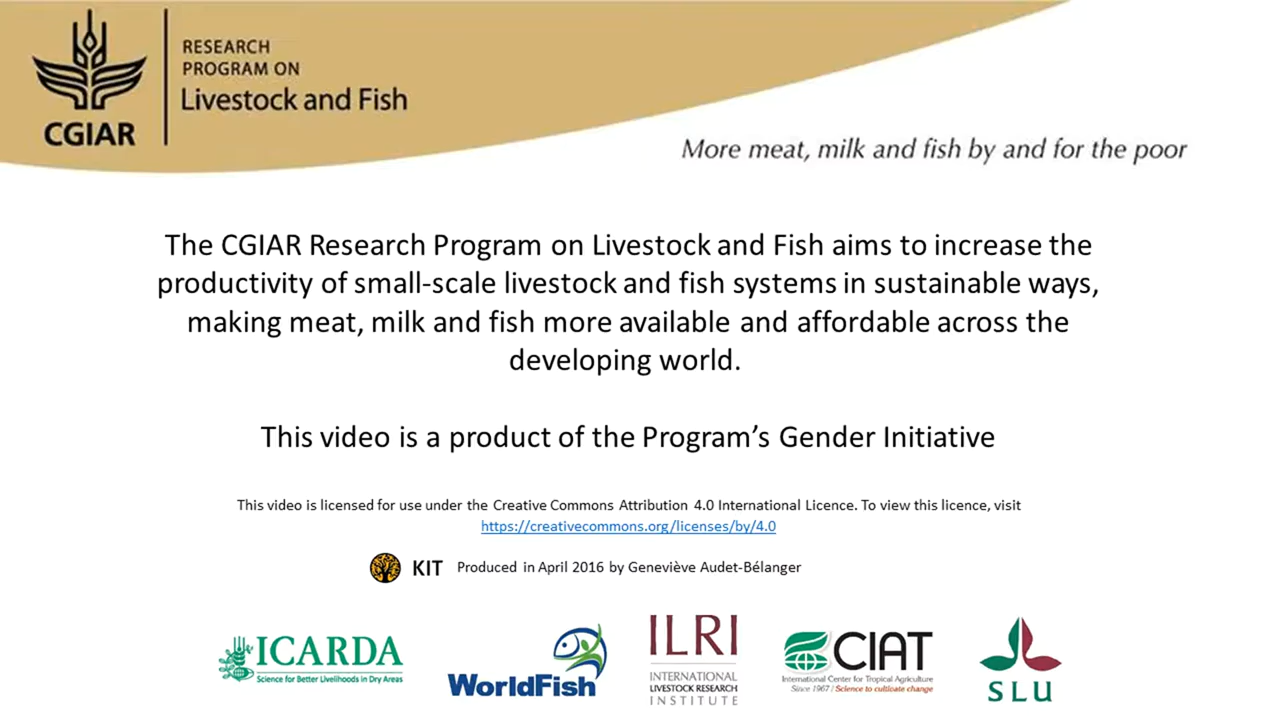 RESEARCH
PROGRAM ON
Livestock and Fish
CGIAR
More meat, milk and fish by and for the poor
The CGIAR Research Program on Livestock and Fish aims to increase the
productivity of small-scale livestock and fish systems in sustainable ways,
making meat, milk and fish more available and affordable across the
developing world.
This video is a product of the Program’s Gender Initiative
This video is licensed for use under the Creative Commons Attribution 4.0 International Licence. To view this licence, visit
https://creativecommons.org/licenses/by/4.0
KIT Produced in April 2016 by Geneviève Audet-Bélanger
ICARDA
Science for Better Livelihoods in Dry Areas
WorldFish
ILRI
INTERNATIONAL
LIVESTOCK RESEARCH
INSTITUTE
CIAT
International Center for Tropical Agriculture
Since 1967 / Science to cultivate change
SLU